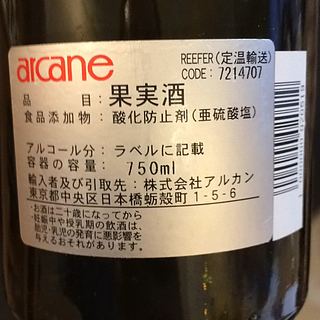 arcane
REEFER(定温輸送)
CODE: 7214707
品目:果実酒
食品添加物:酸化防止剤(亜硫酸塩)
アルコール分:ラベルに記載
容器の容量:750ml
輸入者及び引取先:株式会社アルカン
東京都中央区日本橋蛎殻町1-5-6
・お酒は二十歳になってから
・妊娠中や授乳期の飲酒は、
胎児・乳児の発育に悪影響を
与えるおそれがあります。